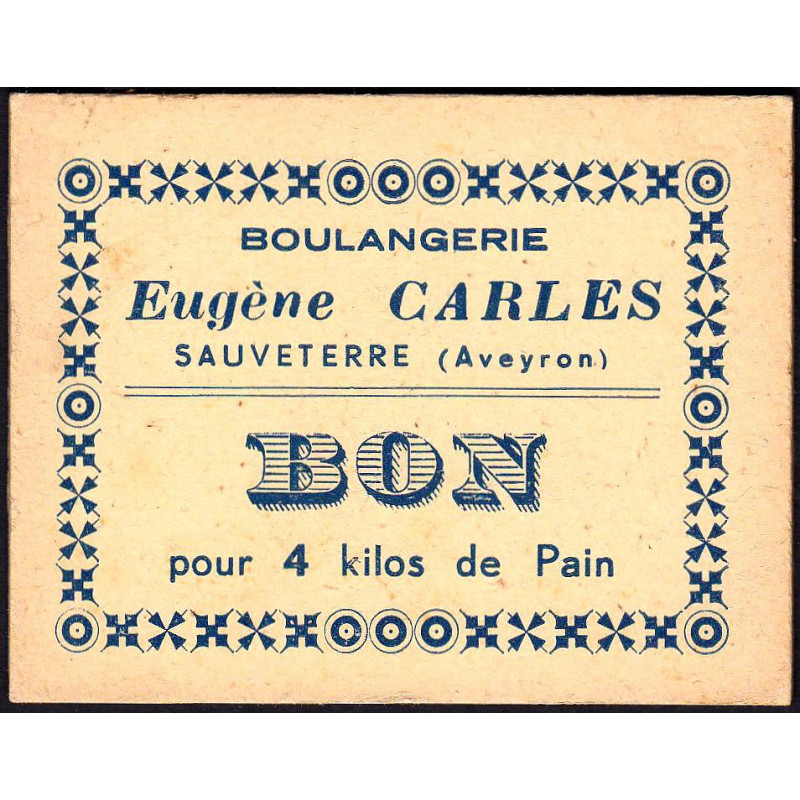 BOULANGERIE
Eugène CARLES
SAUVETERRE (Aveyron)
BON
pour 4 kilos de Pain